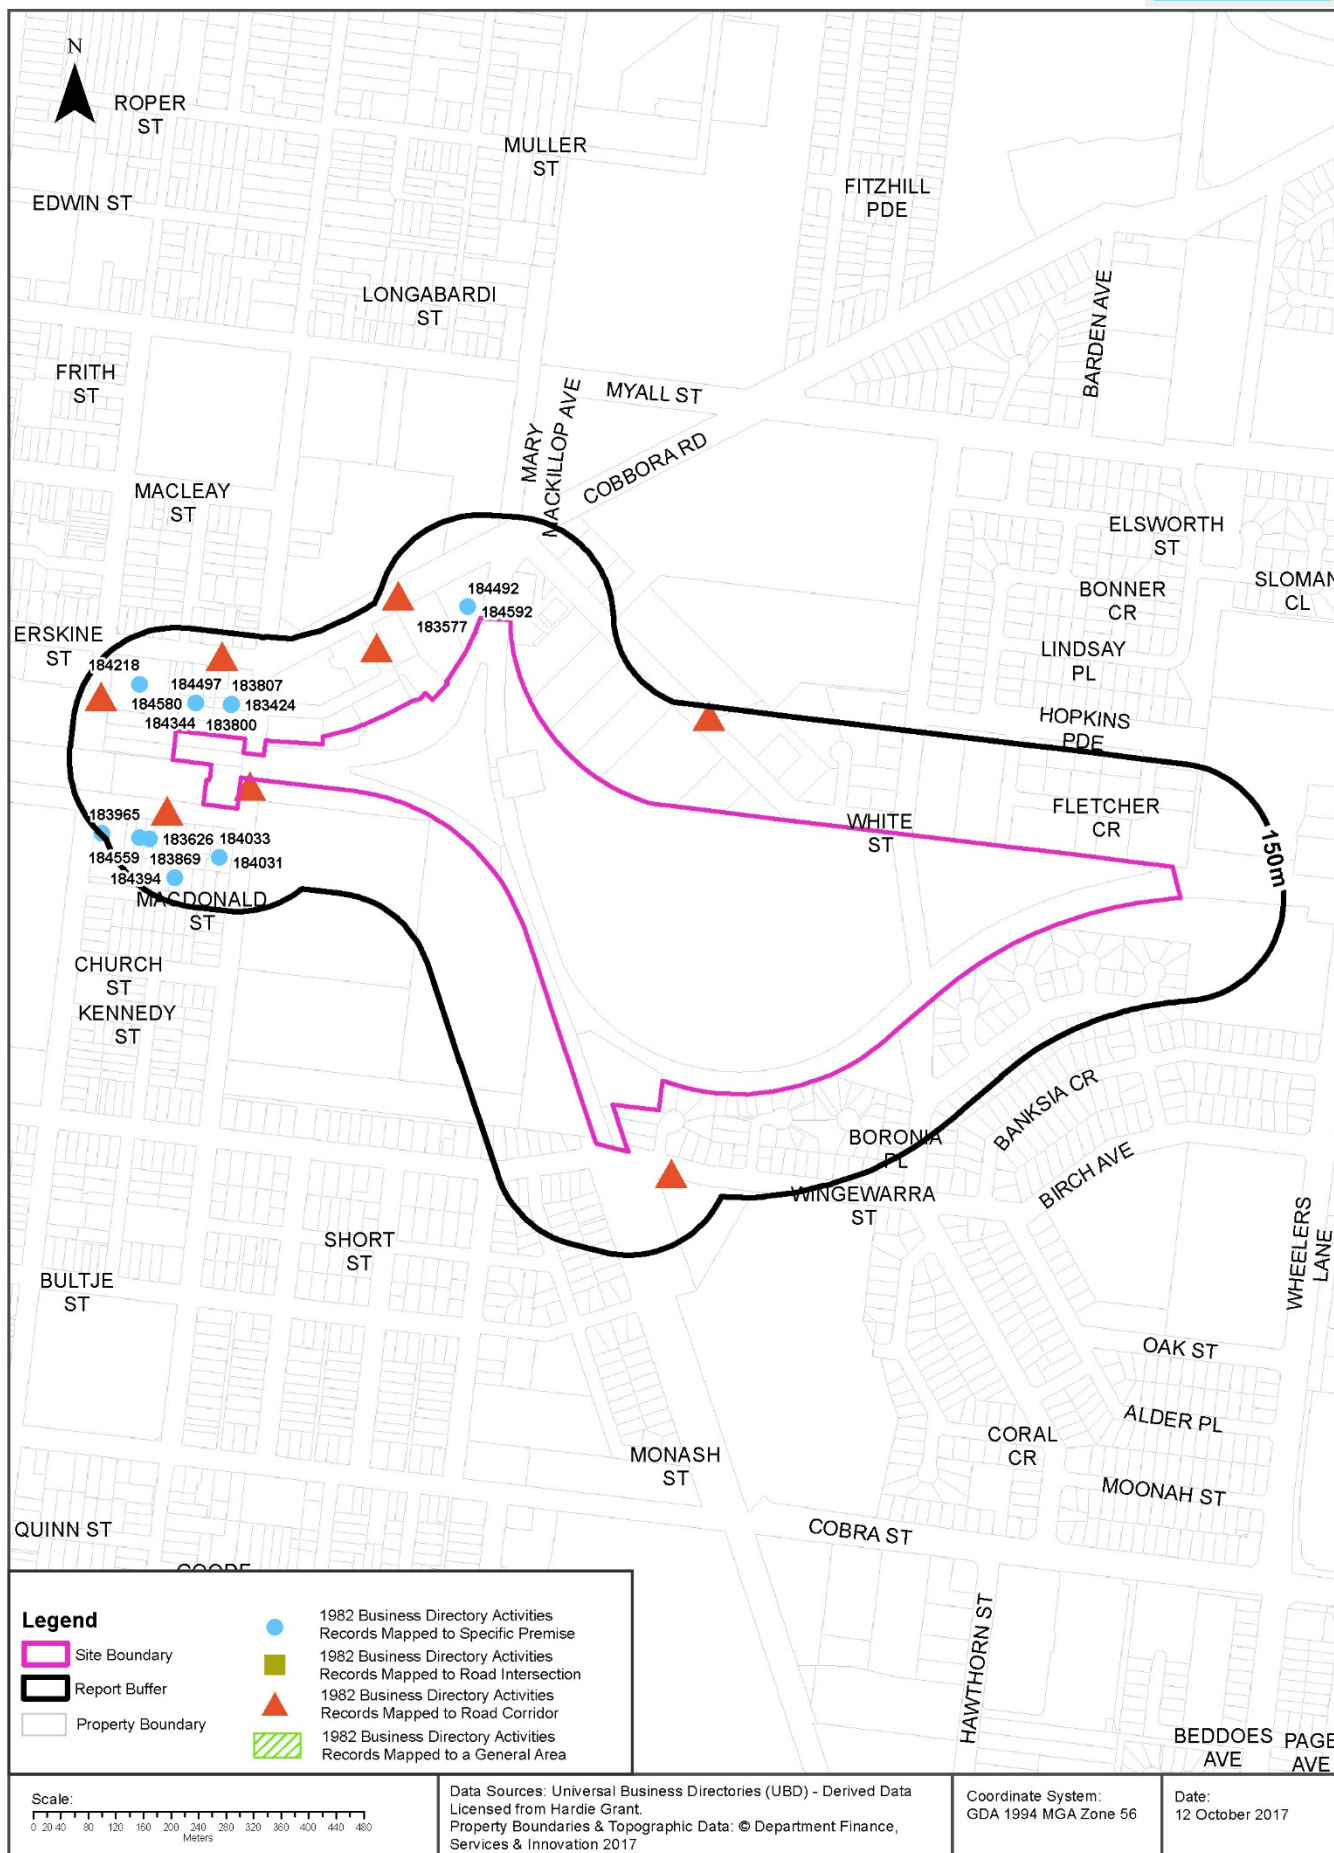 N
ROPER
ST
MULLER
ST
EDWIN ST
FITZHILL
PDE
LONGABARDI
ST
BARDEN AVE
FRITH
ST
MYALL ST
MARY
MACKILLOP AVE
COBBORA RD
MACLEAY
ST
ELSWORTH
ST
BONNER
CR
SLOMAN
CL
184492
184592
183577
ERSKINE
ST
184218
LINDSAY
PL
184497
183807
184580
183424
184344
183800
HOPKINS
PDE
FLETCHER
CR
WHITE
ST
150m
183965
183626
184033
184559
183869
184031
184394
MACDONALD
ST
CHURCH
ST
KENNEDY
ST
BANKSIA CR
BORONIA
PL
BIRCH AVE
WINGEWARRA
ST
SHORT
ST
WHEELERS
LANE
BULTJE
ST
OAK ST
ALDER PL
CORAL
CR
MONASH
ST
MOONAH ST
QUINN ST
COBRA ST
HAWTHORN ST
BEDDOES
AVE
PAGE
AVE
Legend
Site Boundary
Report Buffer
Property Boundary
1982 Business Directory Activities
Records Mapped to Specific Premise
1982 Business Directory Activities
Records Mapped to Road Intersection
1982 Business Directory Activities
Records Mapped to Road Corridor
1982 Business Directory Activities
Records Mapped to a General Area
Scale:
0 20 40 80 120 160 200 240 280 320 360 400 440 480
Meters
Data Sources: Universal Business Directories (UBD) - Derived Data
Licensed from Hardie Grant.
Property Boundaries & Topographic Data: © Department Finance,
Services & Innovation 2017
Coordinate System:
GDA 1994 MGA Zone 56
Date:
12 October 2017